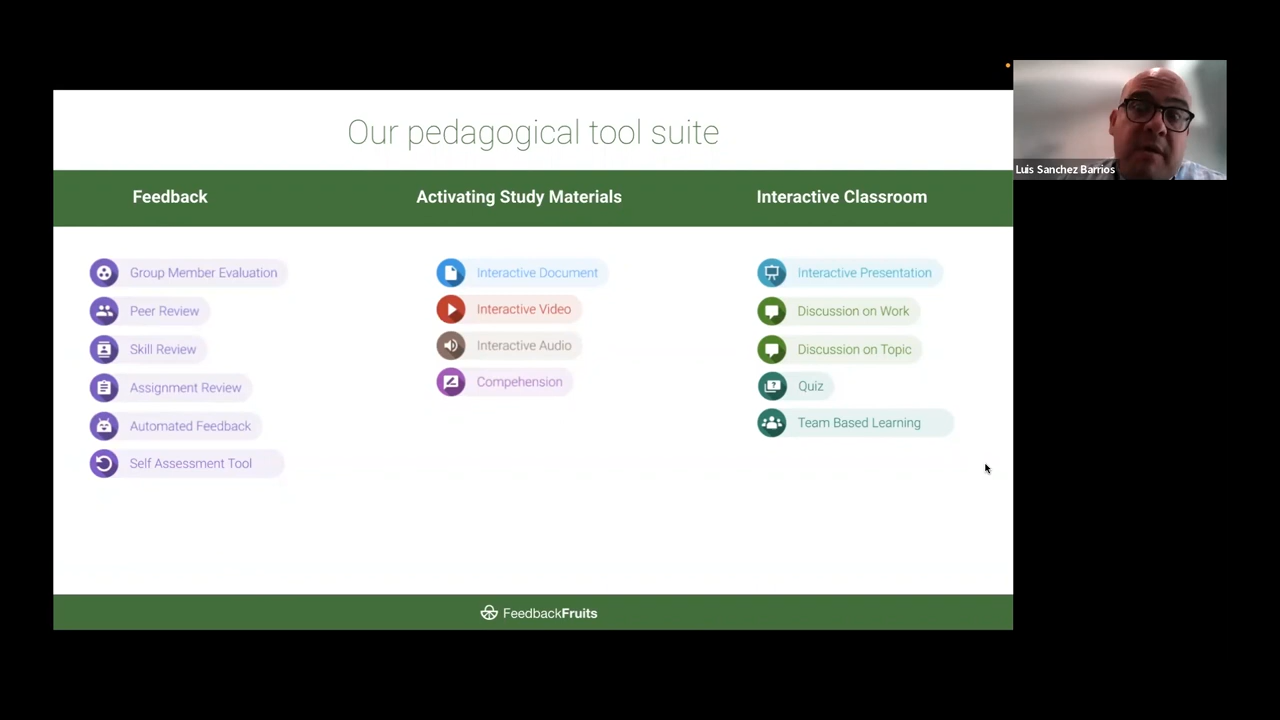 Our pedagogical tool suite
Feedback
Activating Study Materials
Interactive Classroom
Group Member Evaluation
Peer Review
Skill Review
Assignment Review
Automated Feedback
Self Assessment Tool
Interactive Document
Interactive Video
Interactive Audio
Compehension
Interactive Presentation
Discussion on Work
Discussion on Topic
Quiz
Team Based Learning
FeedbackFruits
Luis Sanchez Barrios